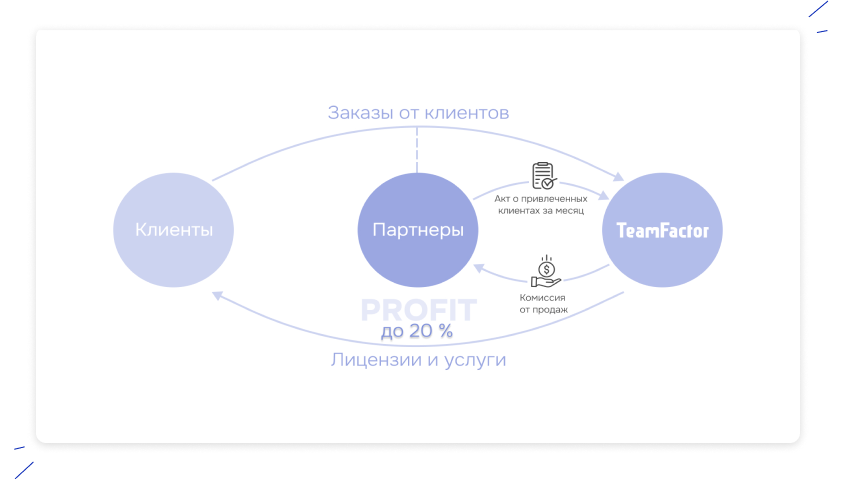 Заказы от клиентов
Акт о привлеченных
клиентах за месяц
Клиенты
Партнеры
TeamFactor
Комиссия
от продаж
PROFIT
до 20 %
Лицензии и услуги